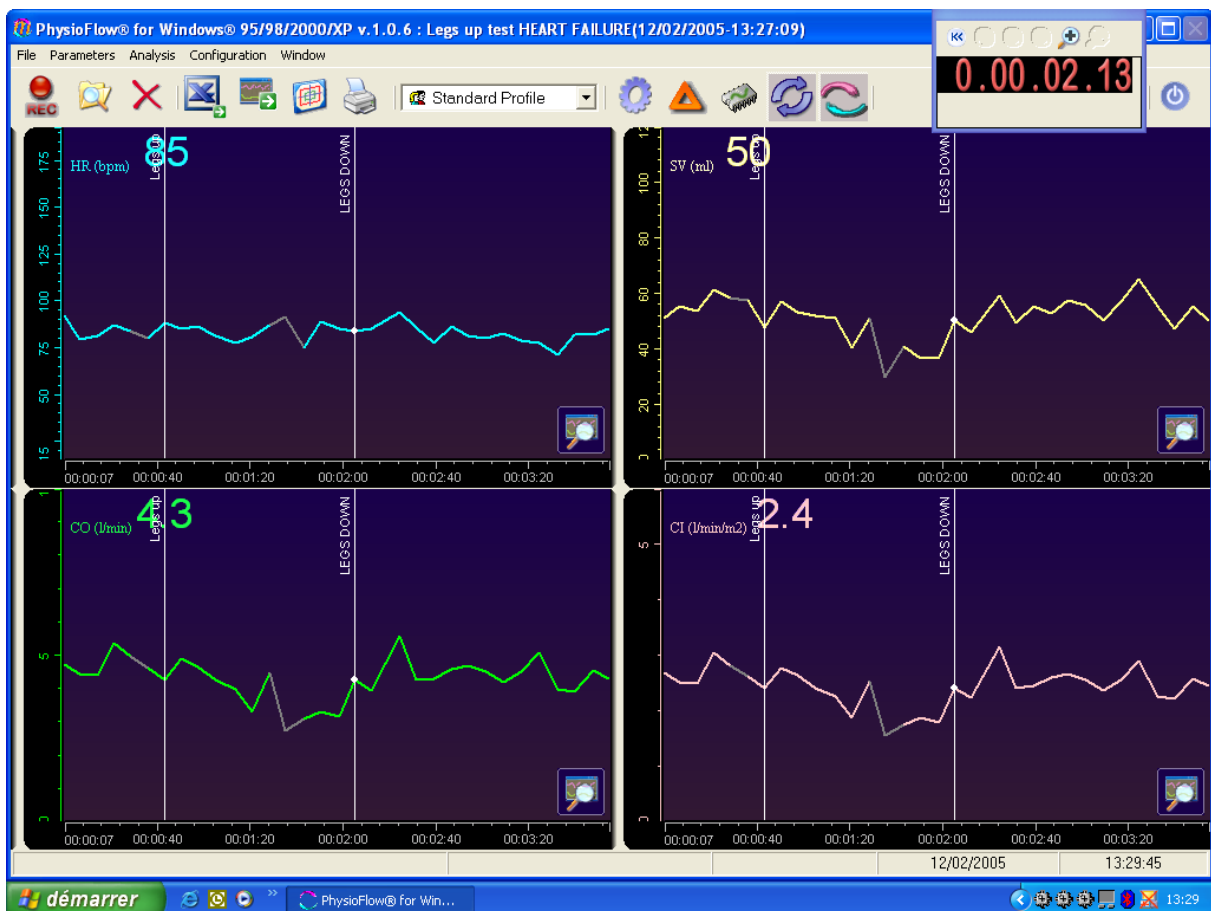 PhysioFlow® for Windows® 95/98/2000/XP v.1.0.6 : Legs up test HEART FAILURE(12/02/2005-13:27:09)
File Parameters Analysis Configuration Window
0.00.02.13
REC
Standard Profile
HR (bpm)
85
Legs up
LEGS DOWN
175
150
125
100
75
50
15
00:00:07 00:00:40 00:01:20 00:02:00 00:02:40 00:03:20
SV (ml)
50
Legs up
LEGS DOWN
100
80
60
40
20
0
00:00:07 00:00:40 00:01:20 00:02:00 00:02:40 00:03:20
CO (l/min)
4.3
Legs up
LEGS DOWN
5
0
00:00:07 00:00:40 00:01:20 00:02:00 00:02:40 00:03:20
CI (l/min/m2)
2.4
Legs up
LEGS DOWN
5
0
00:00:07 00:00:40 00:01:20 00:02:00 00:02:40 00:03:20
12/02/2005 13:29:45
démarrer
PhysioFlow® for Win...
13:29